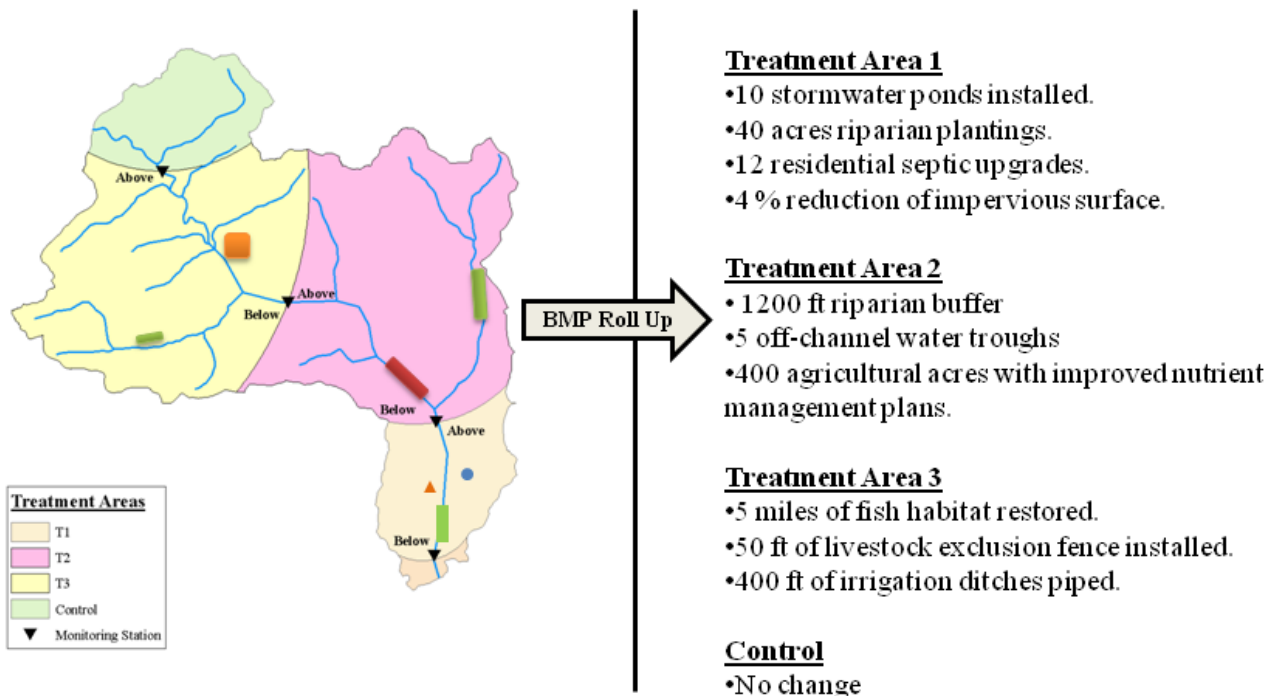 Above
Above
Below
Below
Above
Below
Treatment Areas
T1
T2
T3
Control
Monitoring Station
BMP Roll Up
Treatment Area 1
•10 stormwater ponds installed.
•40 acres riparian plantings.
•12 residential septic upgrades.
•4 % reduction of impervious surface.
Treatment Area 2
• 1200 ft riparian buffer
•5 off-channel water troughs
•400 agricultural acres with improved nutrient
management plans.
Treatment Area 3
•5 miles of fish habitat restored.
•50 ft of livestock exclusion fence installed.
•400 ft of irrigation ditches piped.
Control
•No change